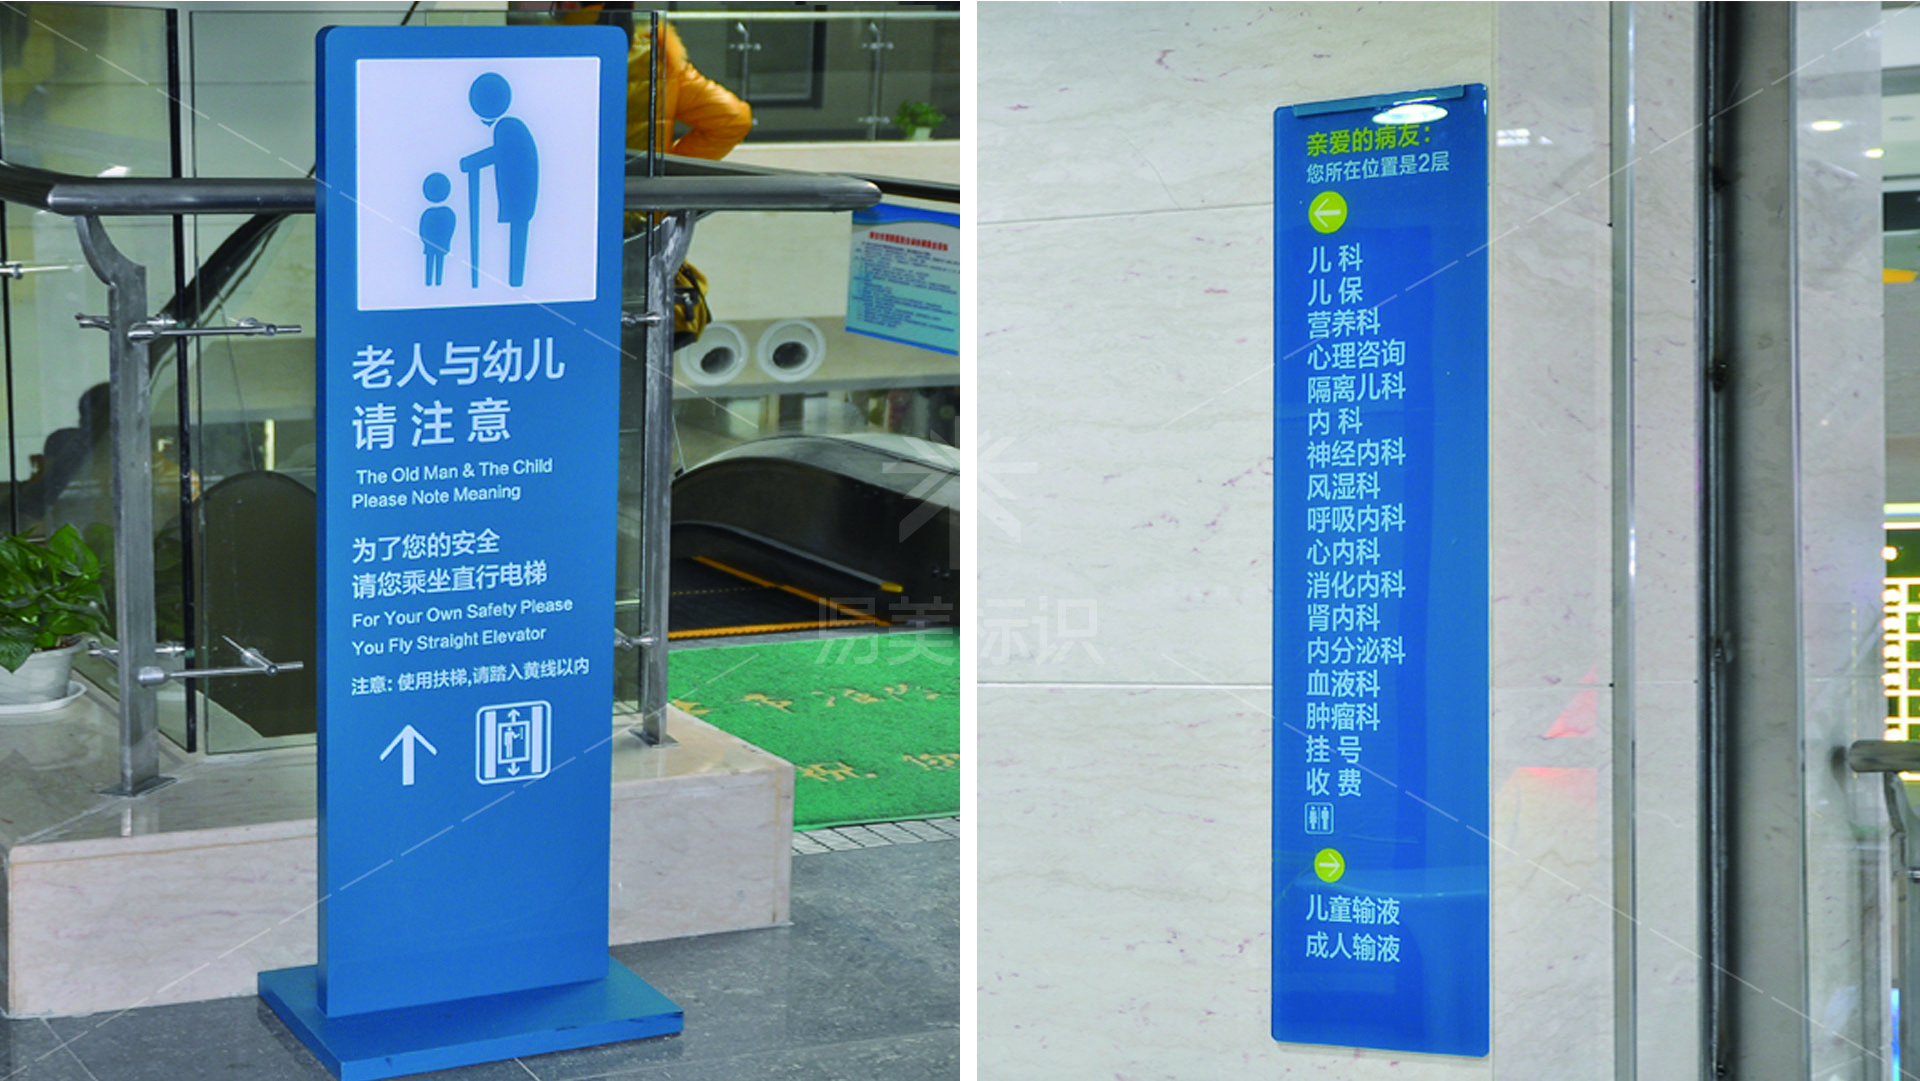 老人与幼儿
请注意
The Old Man & The Child
Please Note Meaning
为了您的安全
请您乘坐直行电梯
For Your Own Safety Please
You Fly Straight Elevator
注意：使用扶梯,请踏入黄线以内
亲爱的病友：
您所在位置是2层
儿科
儿保
营养科
心理咨询
隔离儿科
内科
神经内科
风湿科
呼吸内科
心内科
消化内科
肾内科
内分泌科
血液科
肿瘤科
挂号
收费
儿童输液
成人输液
易美标识